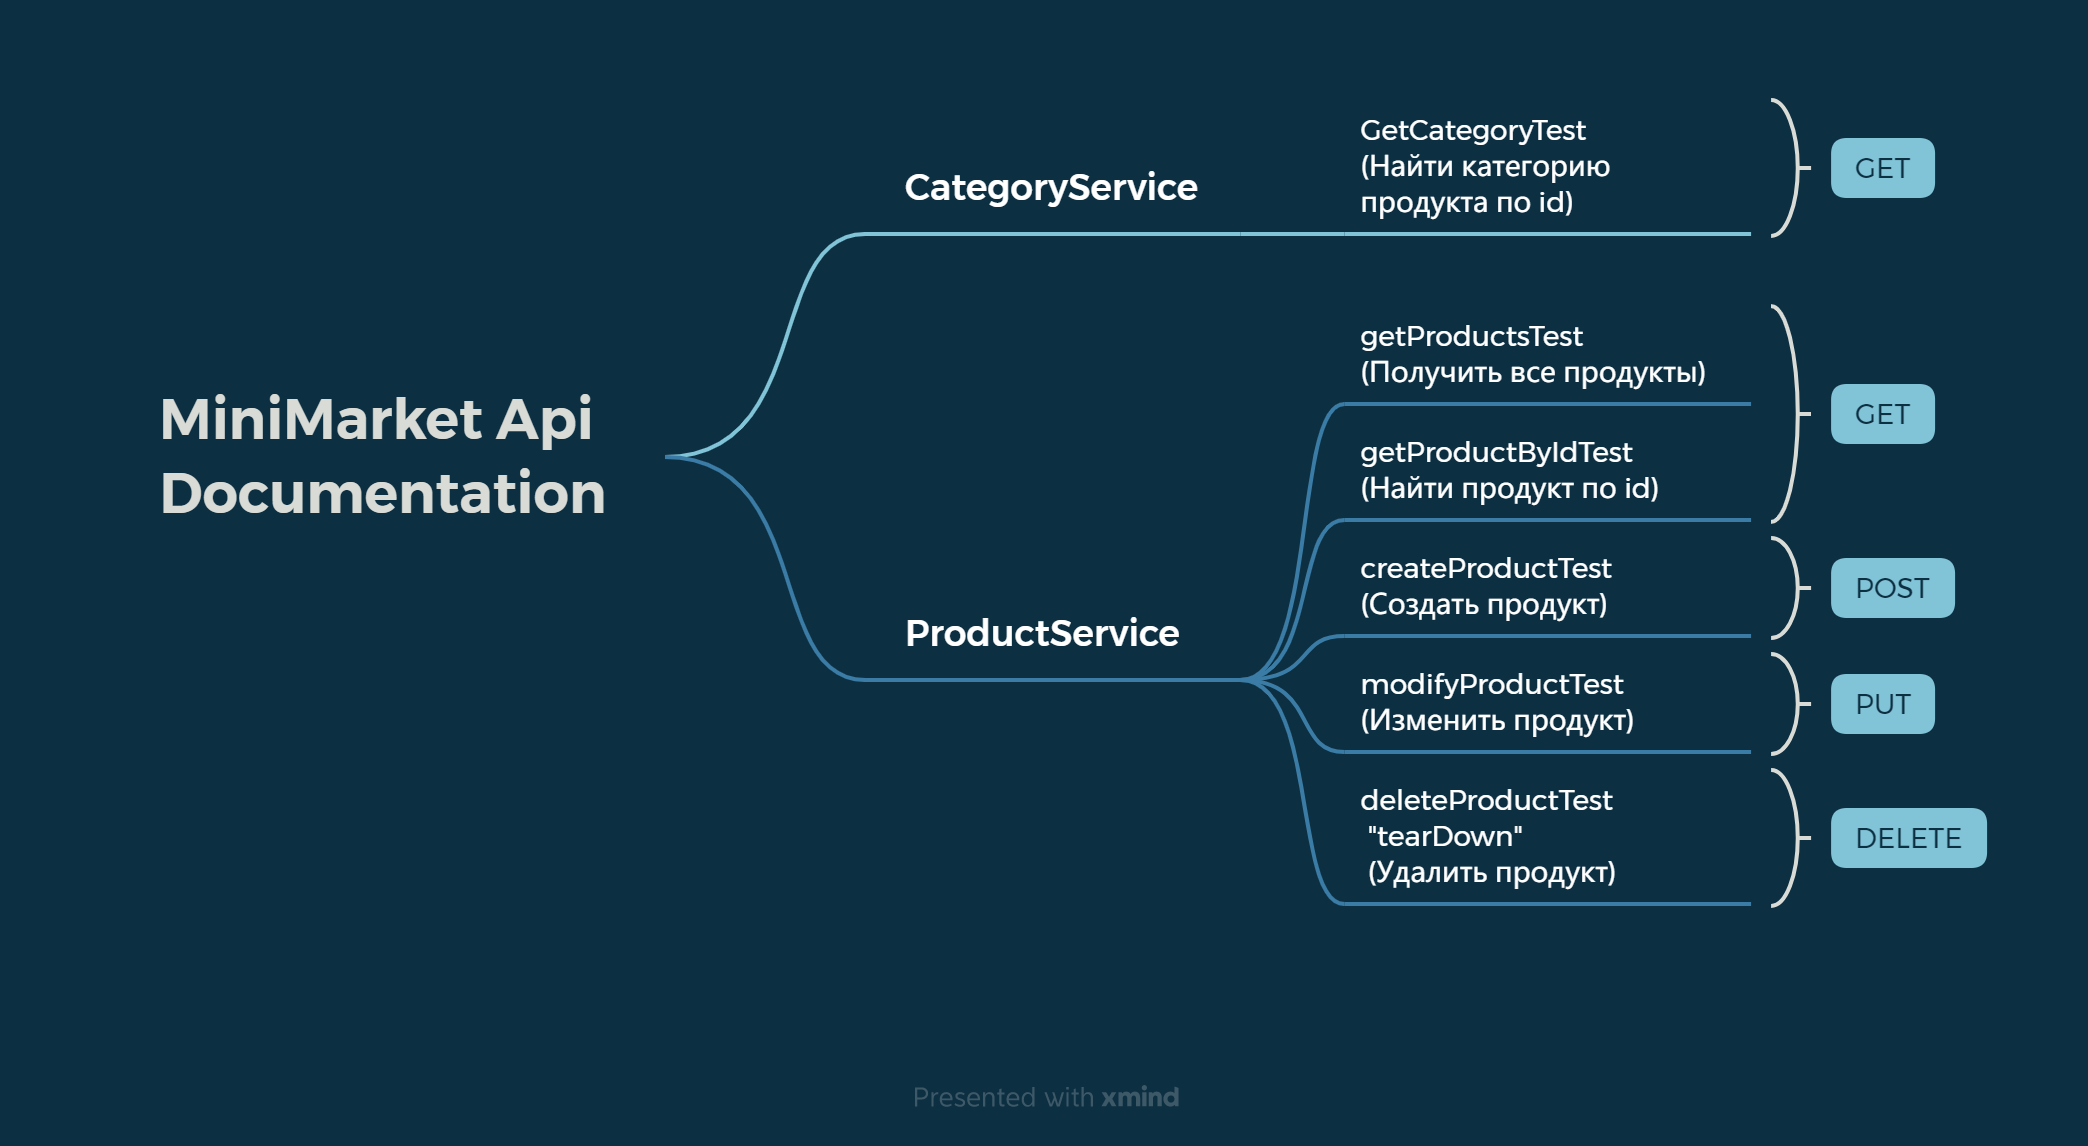 MiniMarket Api
Documentation
CategoryService
GetCategoryTest
(Найти категорию
продукта по id)
GET
ProductService
getProductsTest
(Получить все продукты)
getProductByIdTest
(Найти продукт по id)
GET
createProductTest
(Создать продукт)
POST
modifyProductTest
(Изменить продукт)
PUT
deleteProductTest
"tearDown"
(Удалить продукт)
DELETE
Presented with xmind